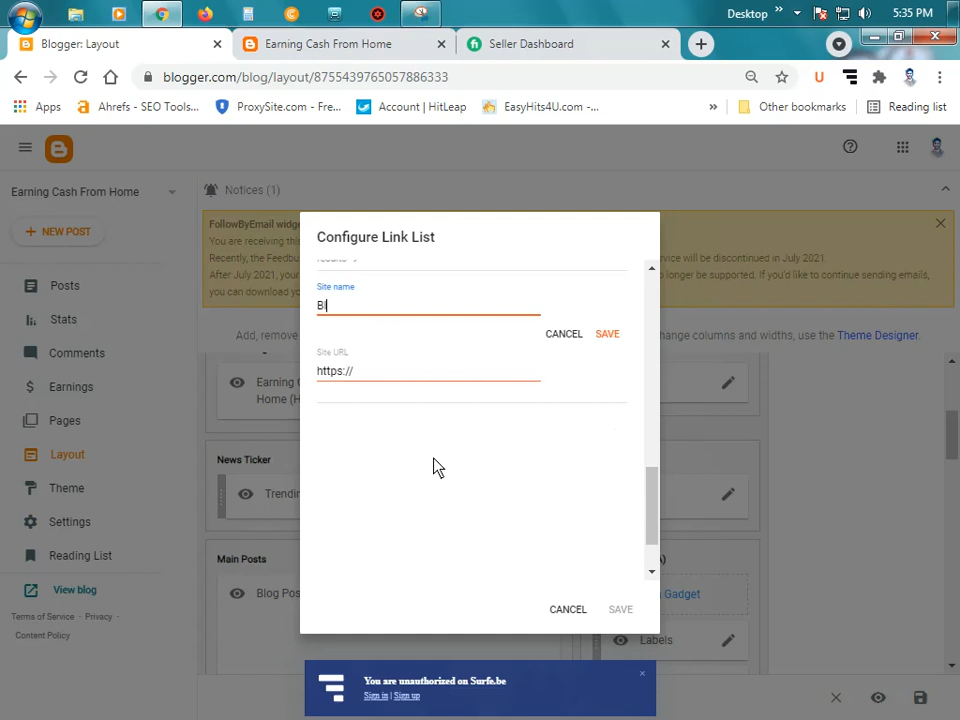 Desktop
»
5:35 PM
Blogger: Layout
Earning Cash From Home
Seller Dashboard
blogger.com/blog/layout/8755439765057886333
Apps
Ahrefs - SEO Tools...
ProxySite.com - Fre...
Account | HitLeap
EasyHits4U.com -...
»
Other bookmarks
Reading list
Earning Cash From Home
Notices (1)
NEW POST
FollowByEmail widg
You are receiving this
Recently, the Feedbu
After July 2021, your
you can download yo
vice will be discontinued in July 2021
o longer be supported. If you'd like to continue sending emails,
Posts
Stats
Comments
Earnings
Pages
Layout
Theme
Settings
Reading List
View blog
Terms of Service · Privacy ·
Content Policy
Add, remove
hange columns and widths, use the Theme Designer.
Earning C
Home (H
News Ticker
Trending
Main Posts
Blog Pos
Gadget
Labels
Configure Link List
Site name
Bl
CANCEL
SAVE
Site URL
https://
CANCEL
SAVE
You are unauthorized on Surfe.be
Sign in | Sign up